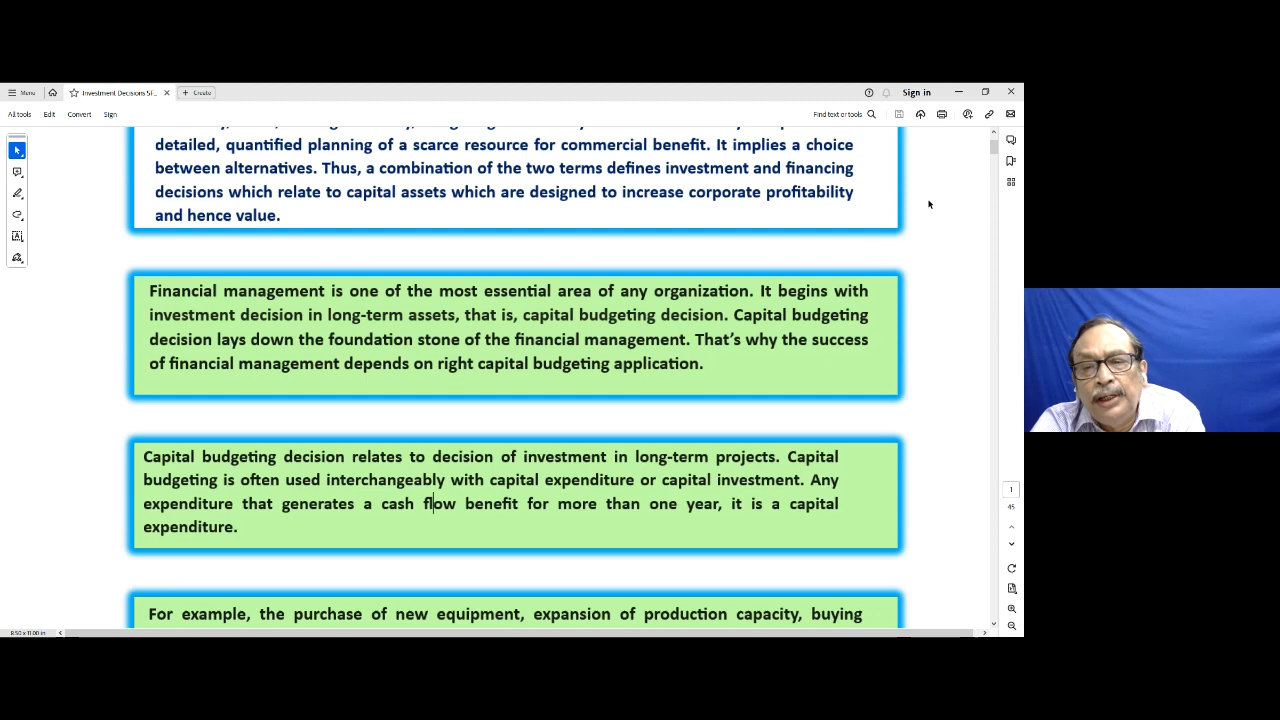 Menu
Investment Decisions SF...
Create
Sign in
All tools
Edit
Convert
Sign
Find text or tools
detailed, quantified planning of a scarce resource for commercial benefit. It implies a choice
between alternatives. Thus, a combination of the two terms defines investment and financing
decisions which relate to capital assets which are designed to increase corporate profitability
and hence value.
Financial management is one of the most essential area of any organization. It begins with
investment decision in long-term assets, that is, capital budgeting decision. Capital budgeting
decision lays down the foundation stone of the financial management. That's why the success
of financial management depends on right capital budgeting application.
Capital budgeting decision relates to decision of investment in long-term projects. Capital
budgeting is often used interchangeably with capital expenditure or capital investment. Any
expenditure that generates a cash flow benefit for more than one year, it is a capital
expenditure.
For example, the purchase of new equipment, expansion of production capacity, buying
1
45
8.50 x 11.00 in